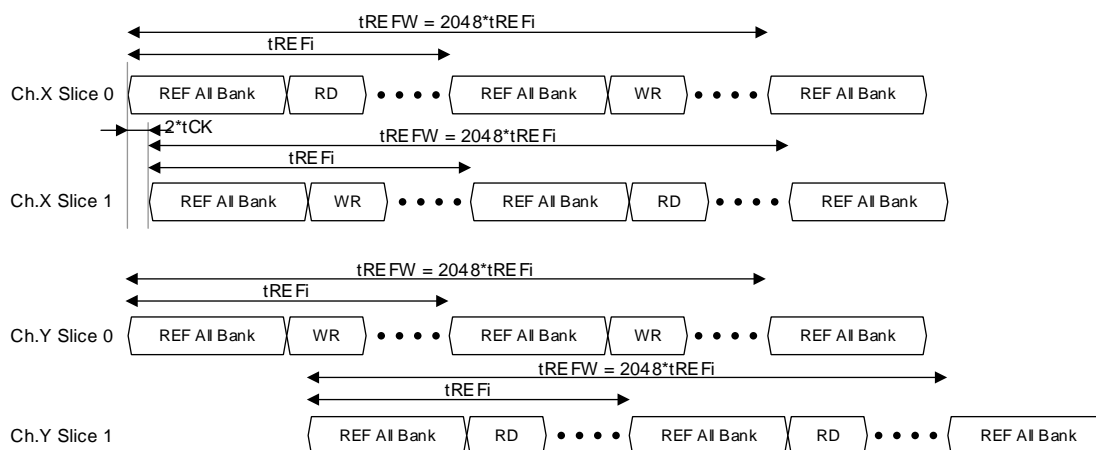 tREFW = 2048*tREFi
tREFi
Ch.X Slice 0 REF All Bank RD REF All Bank WR REF All Bank
2*tCK
tREFW = 2048*tREFi
tREFi
Ch.X Slice 1 REF All Bank WR REF All Bank RD REF All Bank
tREFW = 2048*tREFi
tREFi
Ch.Y Slice 0 REF All Bank WR REF All Bank WR REF All Bank
tREFW = 2048*tREFi
tREFi
Ch.Y Slice 1 REF All Bank RD REF All Bank RD REF All Bank